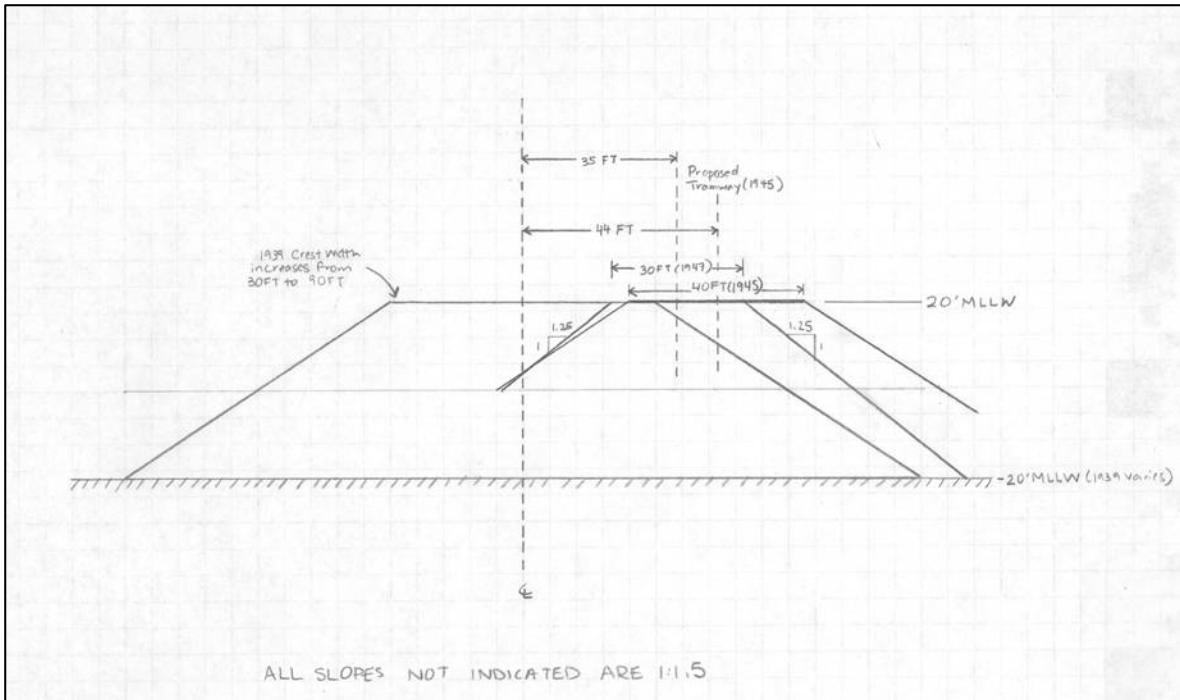 35 FT
Proposed
Tramway (1945)
44 FT
1939 Crest Width
increases from
30FT to 90FT
30FT (1947)
40FT (1945)
20' MLLW
1.25
1
1.25
1
-20' MLLW (1939 varies)
℄
ALL SLOPES NOT INDICATED ARE 1:1.5